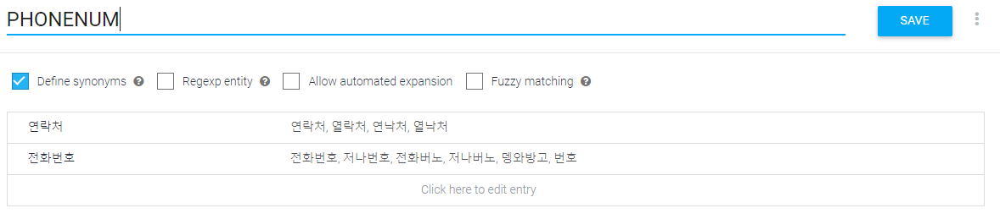 PHONENUM
SAVE
Define synonyms ? Regexp entity ? Allow automated expansion Fuzzy matching ?
연락처 연락처, 열락처, 연낙처, 열낙처
전화번호 전화번호, 저나번호, 전화버노, 저나버노, 뎅와방고, 번호
Click here to edit entry